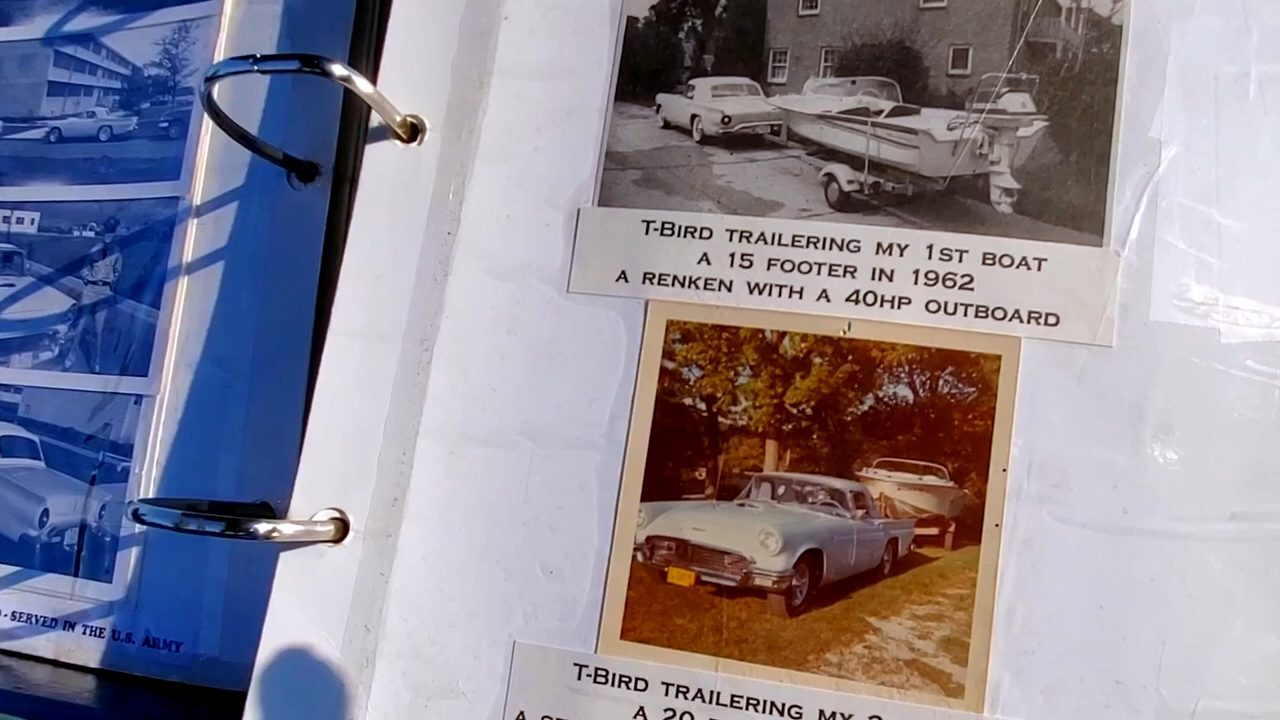 - SERVED IN THE U.S. ARMY
T-BIRD TRAILERING MY 1ST BOAT
A 15 FOOTER IN 1962
A RENKEN WITH A 40HP OUTBOARD
T-BIRD TRAILERING MY
A 20